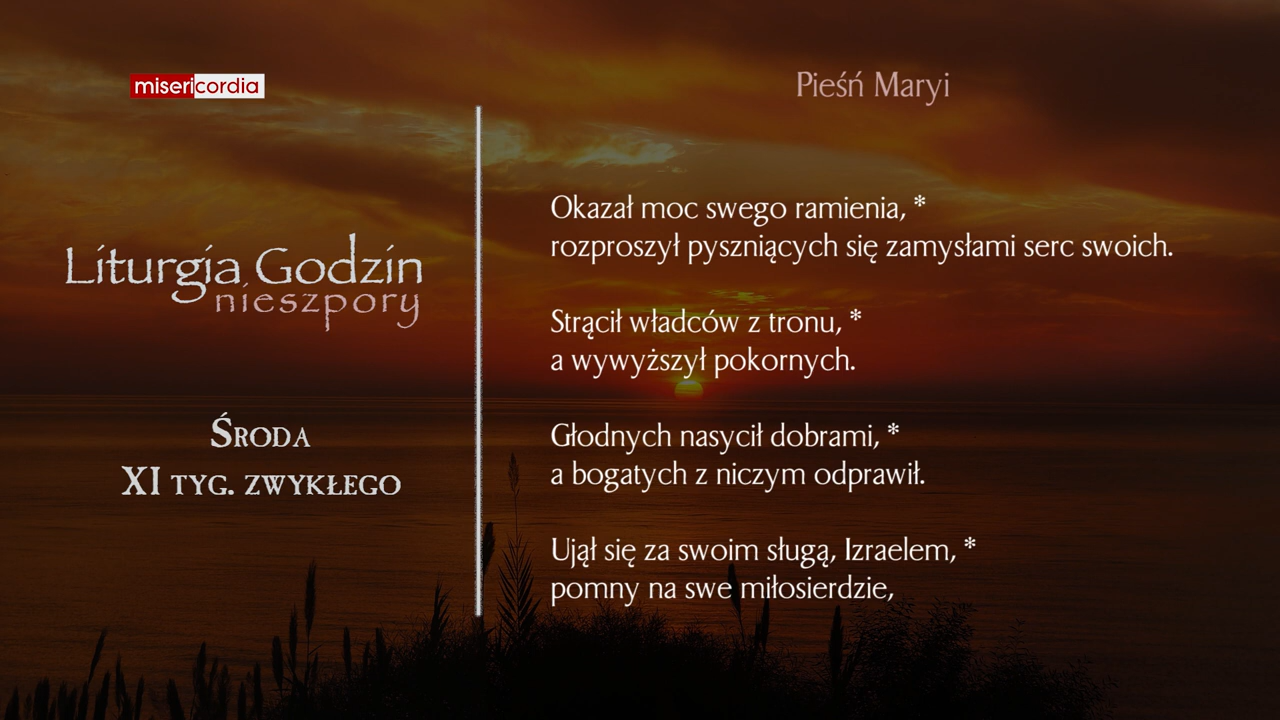 misericordia
Liturgia Godzin
nieszpory
Środa
XI tyg. zwykłego
Pieśń Maryi
Okazał moc swego ramienia, *
rozproszył pyszniących się zamysłami serc swoich.
Strącił władców z tronu, *
a wywyższył pokornych.
Głodnych nasycił dobrami, *
a bogatych z niczym odprawił.
Ujął się za swoim sługą, Izraelem, *
pomny na swe miłosierdzie,